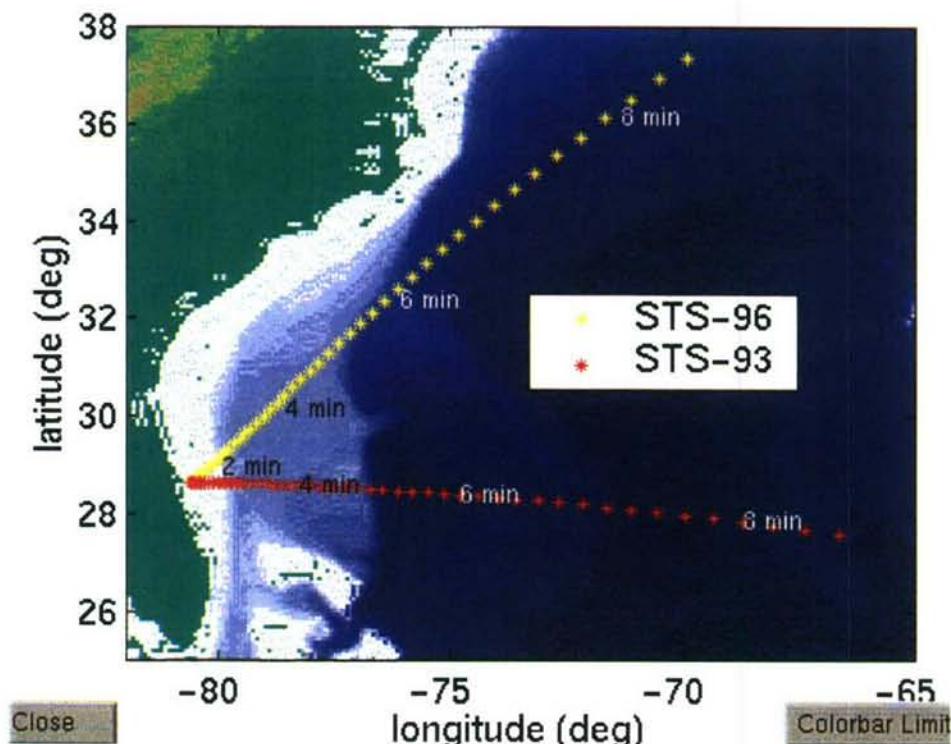 38
36
34
32
30
28
26
latitude (deg)
8 min
6 min
4 min
2 min
4 min
6 min
8 min
STS-96
STS-93
-80
-75
-70
-65
longitude (deg)
Close
Colorbar Limit